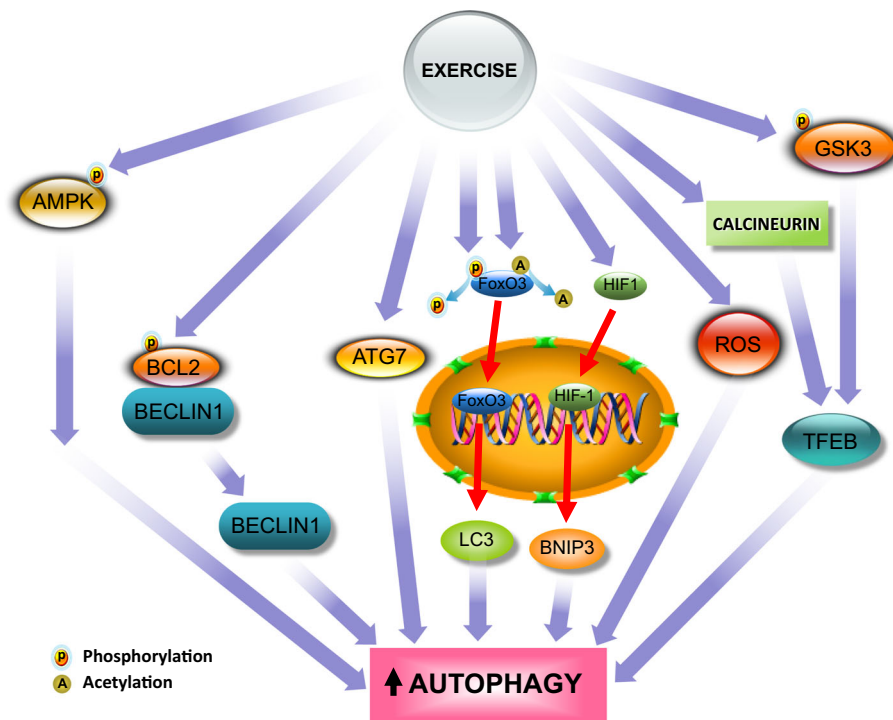 EXERCISE
P
GSK3
P
AMPK
CALCINEURIN
P
A
FoxO3
HIF1
P
A
P
BCL2
ATG7
ROS
BECLIN1
FoxO3
HIF-1
TFEB
BECLIN1
LC3
BNIP3
P Phosphorylation
A Acetylation
AUTOPHAGY